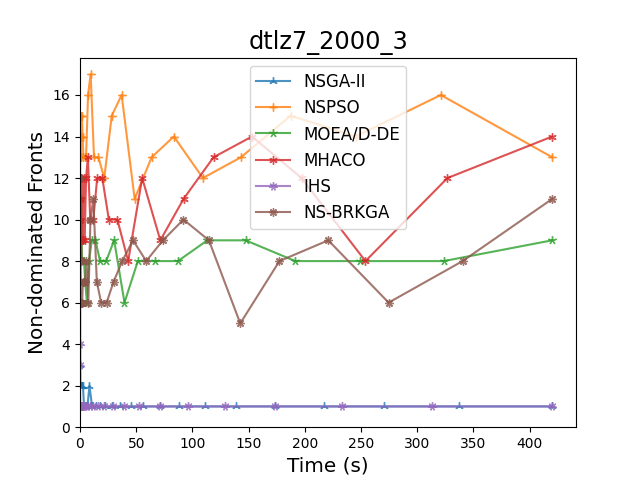 dtlz7_2000_3
Non-dominated Fronts
16
14
12
10
8
6
4
2
0
NSGA-II
NSPSO
MOEA/D-DE
MHACO
IHS
NS-BRKGA
0 50 100 150 200 250 300 350 400
Time (s)